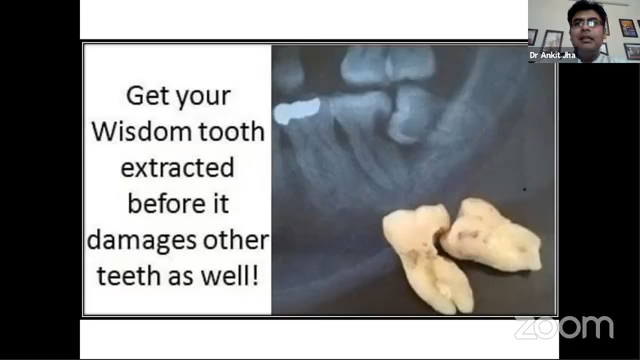 Dr Ankit Jha
Get your
Wisdom tooth
extracted
before it
damages other
teeth as well!
zoom